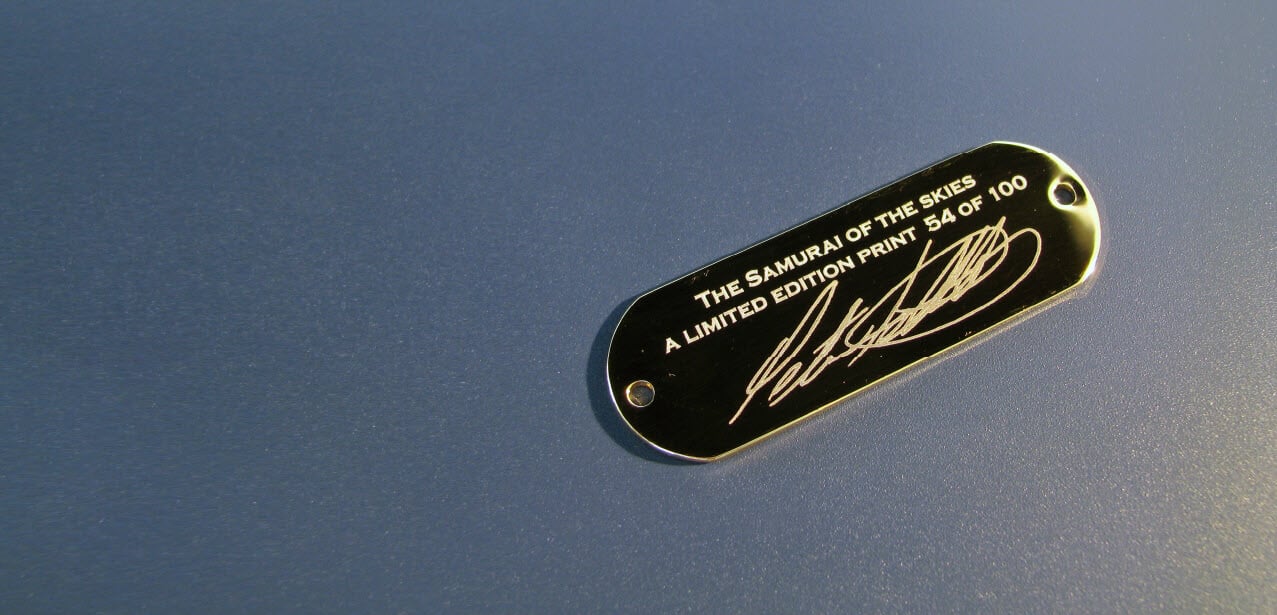 The Samurai of the skies
a limited edition print 54 of 100